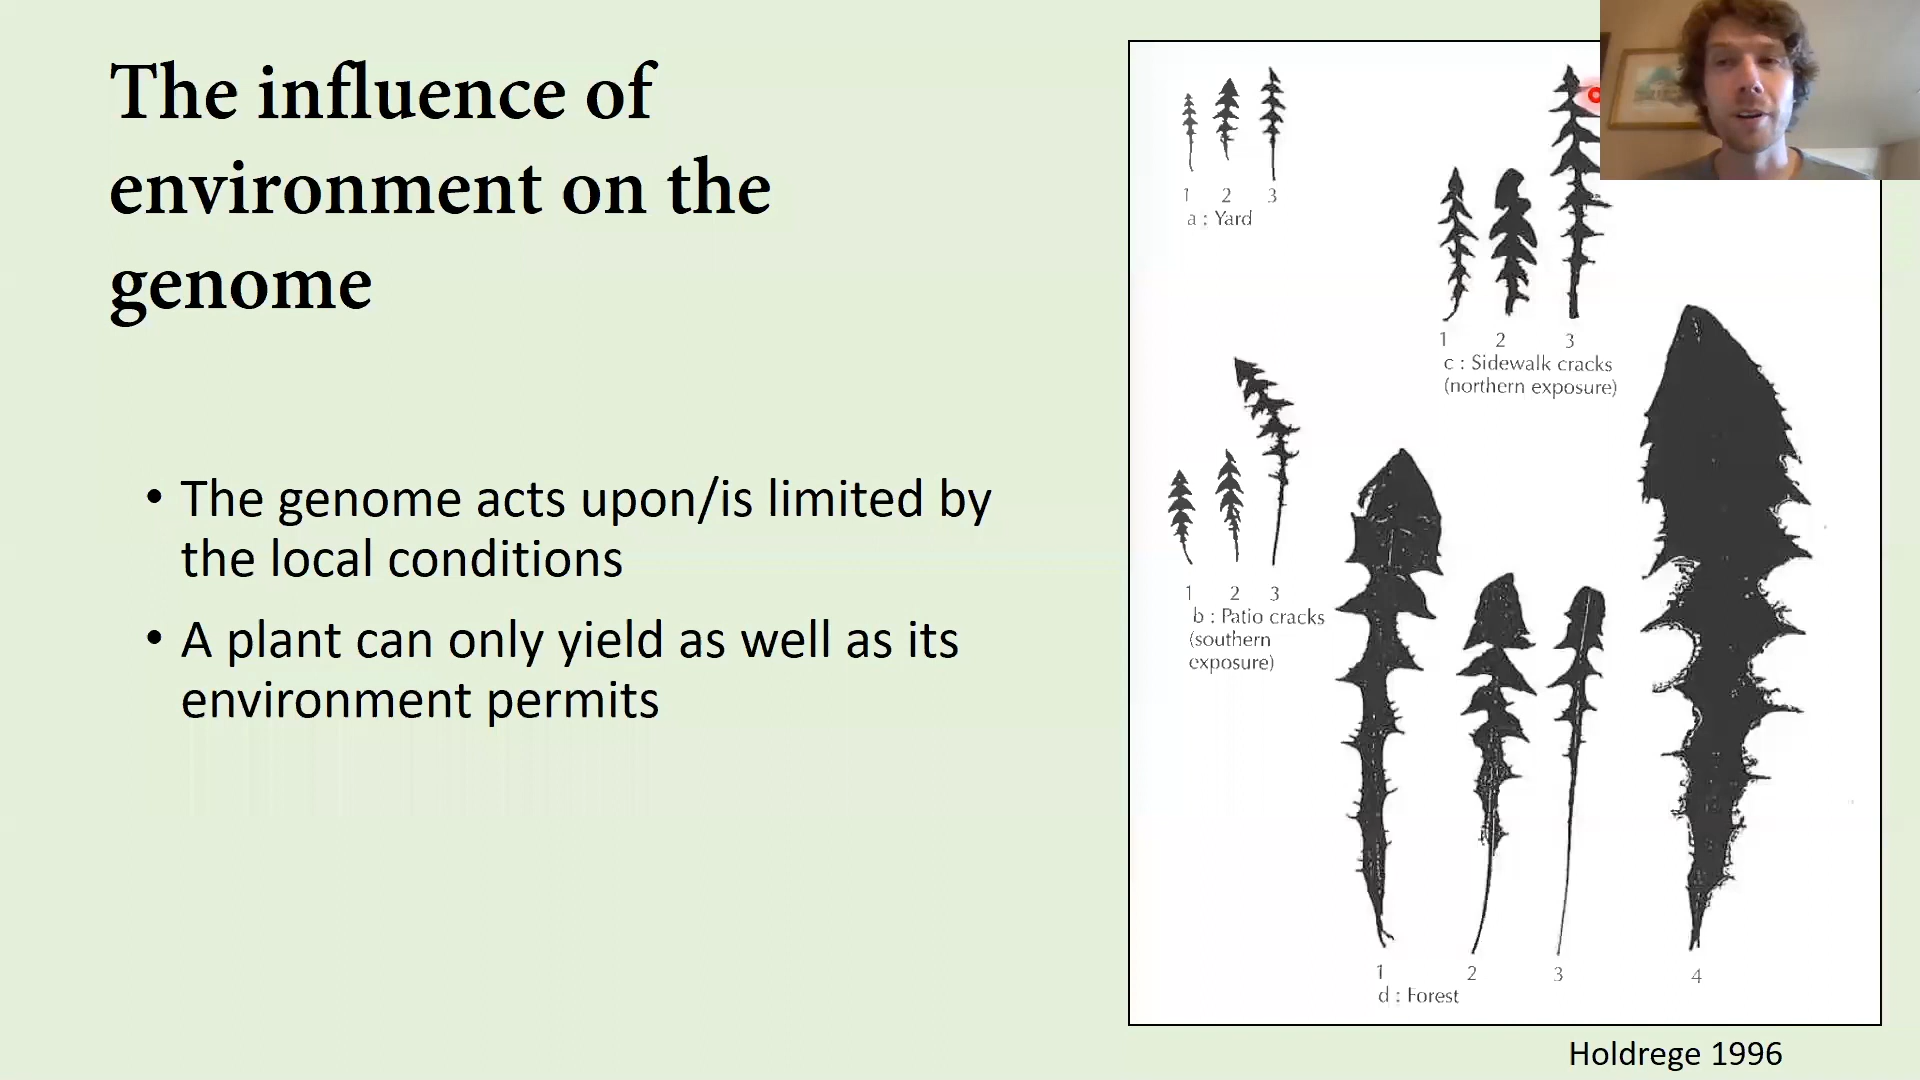 The influence of
environment on the
genome
• The genome acts upon/is limited by
the local conditions
• A plant can only yield as well as its
environment permits
1 2 3
a : Yard
1 2 3
c : Sidewalk cracks
(northern exposure)
1 2 3
b : Patio cracks
(southern
exposure)
1 2 3 4
d : Forest
Holdrege 1996